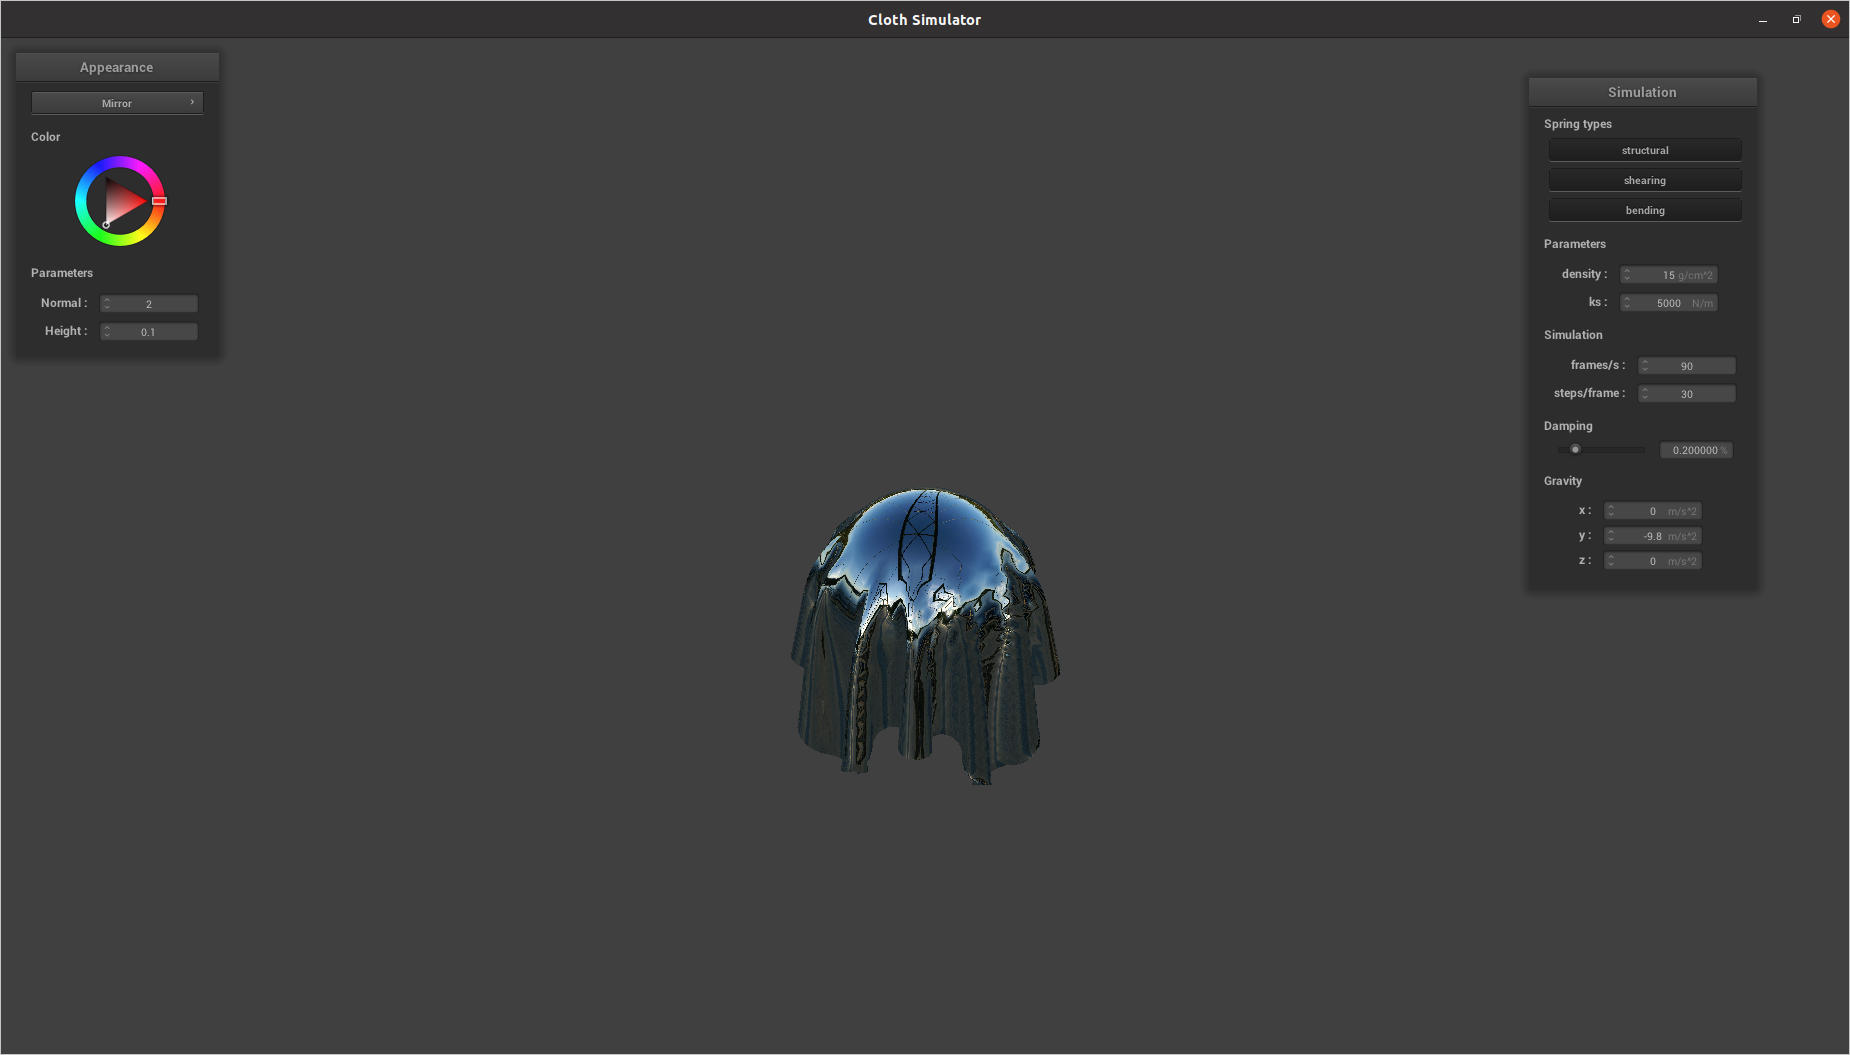 Cloth Simulator
Appearance
Mirror
Color
Parameters
Normal : 2
Height : 0.1
Simulation
Spring types
structural
shearing
bending
Parameters
density : 15 g/cm^2
ks : 5000 N/m
Simulation
frames/s : 90
steps/frame : 30
Damping
0.200000 %
Gravity
x : 0 m/s^2
y : -9.8 m/s^2
z : 0 m/s^2